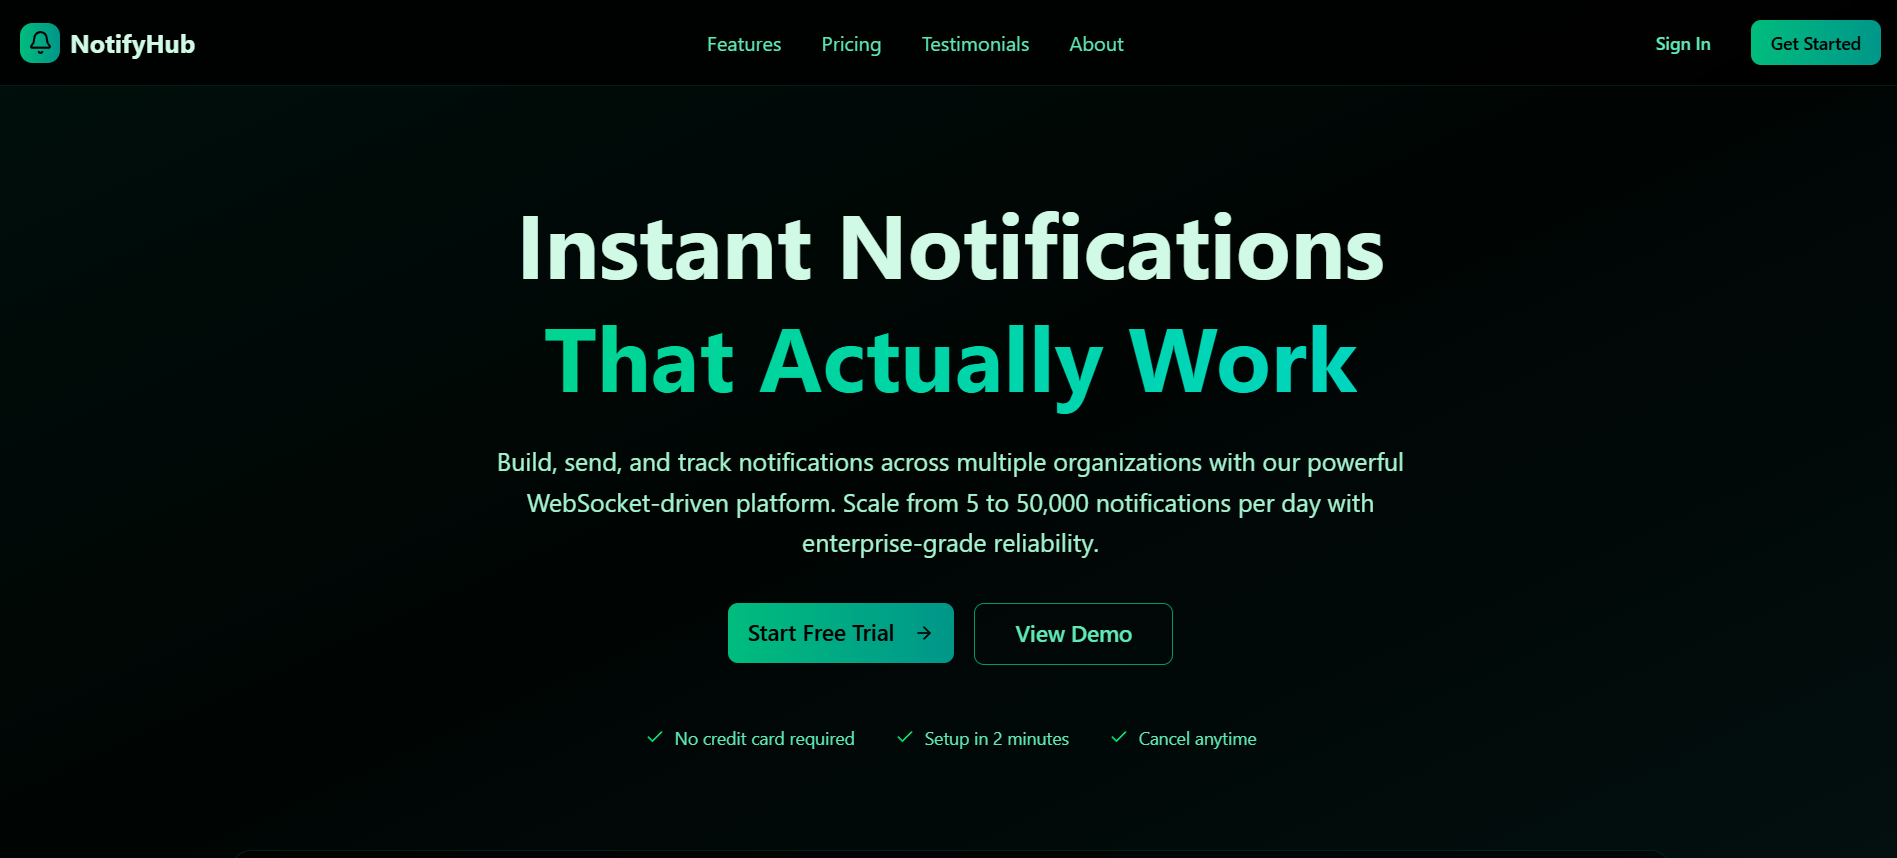 NotifyHub
Features
Pricing
Testimonials
About
Sign In
Get Started
Instant Notifications
That Actually Work
Build, send, and track notifications across multiple organizations with our powerful
WebSocket-driven platform. Scale from 5 to 50,000 notifications per day with
enterprise-grade reliability.
Start Free Trial
View Demo
No credit card required
Setup in 2 minutes
Cancel anytime